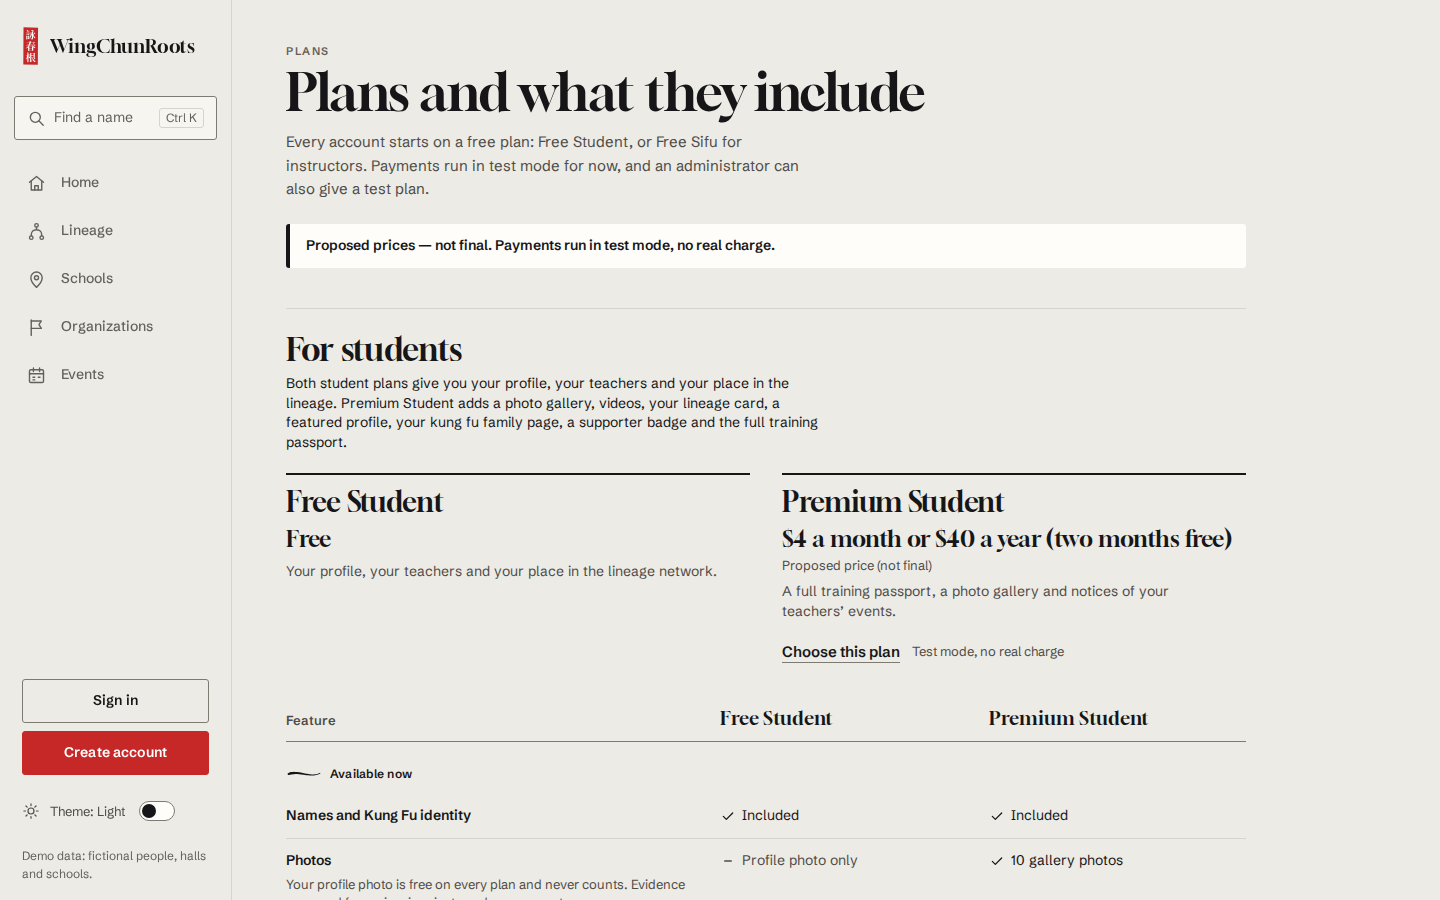 詠春根
WingChunRoots
Find a name
Ctrl K
Home
Lineage
Schools
Organizations
Events
Sign in
Create account
Theme: Light
Demo data: fictional people, halls
and schools.
PLANS
Plans and what they include
Every account starts on a free plan: Free Student, or Free Sifu for
instructors. Payments run in test mode for now, and an administrator can
also give a test plan.
Proposed prices — not final. Payments run in test mode, no real charge.
For students
Both student plans give you your profile, your teachers and your place in the
lineage. Premium Student adds a photo gallery, videos, your lineage card, a
featured profile, your kung fu family page, a supporter badge and the full training
passport.
Free Student
Free
Your profile, your teachers and your place in the lineage network.
Premium Student
$4 a month or $40 a year (two months free)
Proposed price (not final)
A full training passport, a photo gallery and notices of your
teachers’ events.
Choose this plan Test mode, no real charge
Feature Free Student Premium Student
Available now
Names and Kung Fu identity Included Included
Photos – Profile photo only 10 gallery photos
Your profile photo is free on every plan and never counts. Evidence